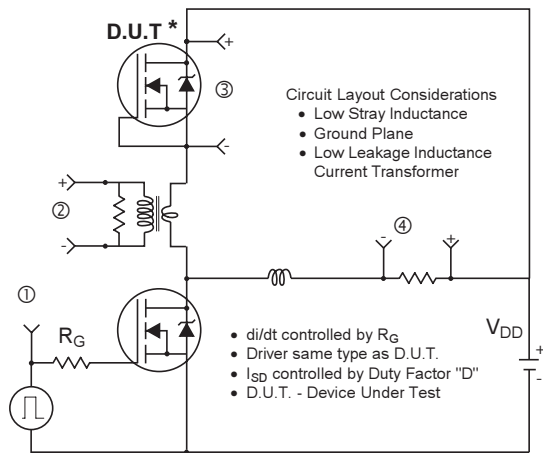 D.U.T *
+
③
-
Circuit Layout Considerations
• Low Stray Inductance
• Ground Plane
• Low Leakage Inductance
Current Transformer
+
②
-
④
- +
①
RG
• di/dt controlled by RG
• Driver same type as D.U.T.
• ISD controlled by Duty Factor "D"
• D.U.T. - Device Under Test
VDD
+
-